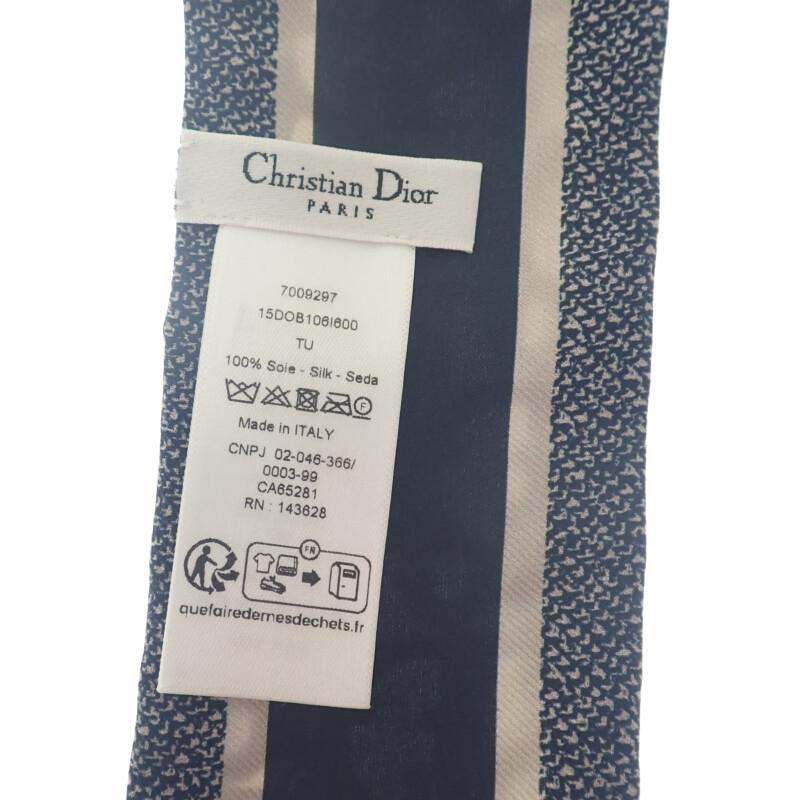 Christian Dior
PARIS
7009297
15DOB106I600
TU
100% Soie - Silk - Seda
F
Made in ITALY
CNPJ 02-046-366/
0003-99
CA65281
RN : 143628
FR
quefairedemesdechets.fr